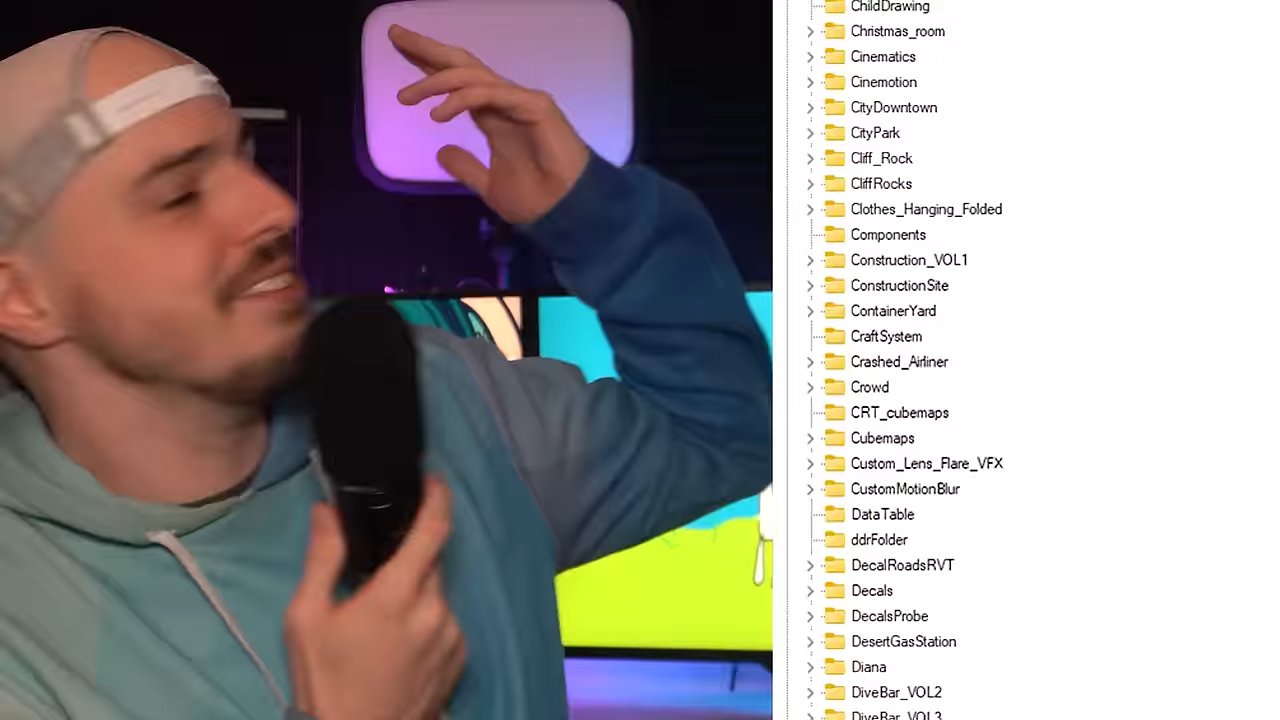 ChildDrawing
Christmas_room
Cinematics
Cinemotion
CityDowntown
CityPark
Cliff_Rock
CliffRocks
Clothes_Hanging_Folded
Components
Construction_VOL1
ConstructionSite
ContainerYard
CraftSystem
Crashed_Airliner
Crowd
CRT_cubemaps
Cubemaps
Custom_Lens_Flare_VFX
CustomMotionBlur
DataTable
ddrFolder
DecalRoadsRVT
Decals
DecalsProbe
DesertGasStation
Diana
DiveBar_VOL2
DiveBar_VOL3